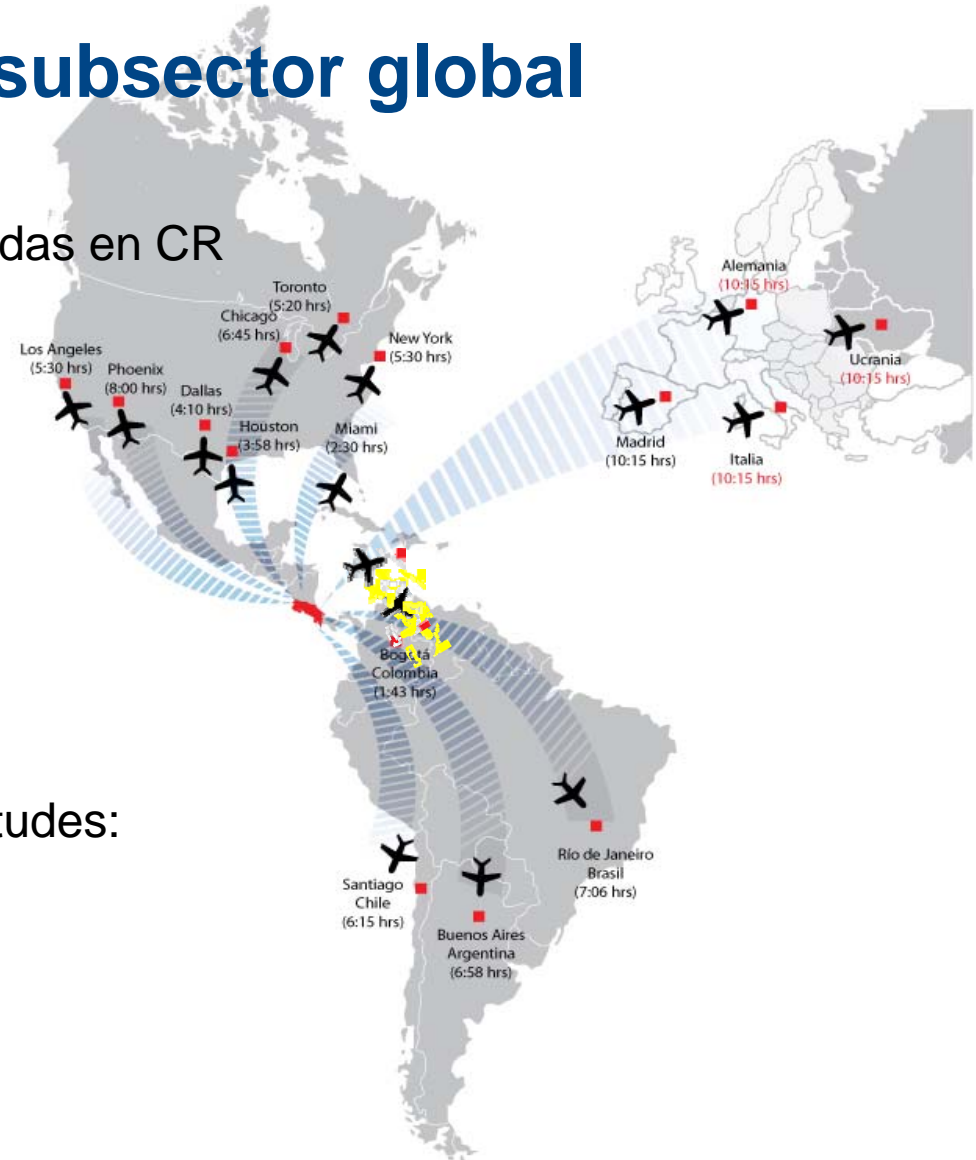 subsector global
das en CR
Toronto
(5:20 hrs)
Chicago
(6:45 hrs)
New York
(5:30 hrs)
Los Angeles
(5:30 hrs)
Phoenix
(8:00 hrs)
Dallas
(4:10 hrs)
Houston
(3:58 hrs)
Miami
(2:30 hrs)
Alemania
(10:15 hrs)
Ucrania
(10:15 hrs)
Madrid
(10:15 hrs)
Italia
(10:15 hrs)
Bogotá
Colombia
(1:43 hrs)
tudes:
Río de Janeiro
Brasil
(7:06 hrs)
Santiago
Chile
(6:15 hrs)
Buenos Aires
Argentina
(6:58 hrs)